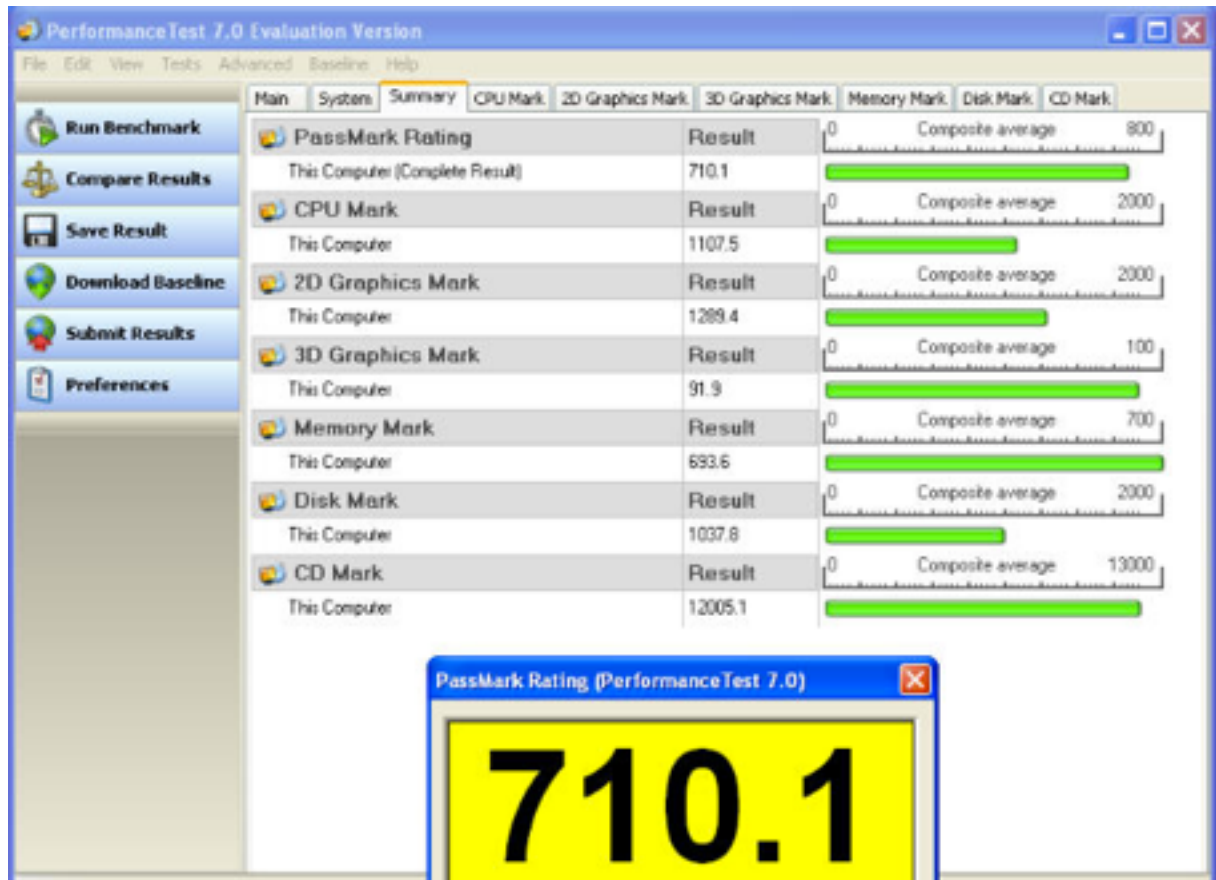 PerformanceTest 7.0 Evaluation Version
File Edit View Tests Advanced Baseline Help
Main System Summary CPU Mark 2D Graphics Mark 3D Graphics Mark Memory Mark Disk Mark CD Mark
Run Benchmark
Compare Results
Save Result
Download Baseline
Submit Results
Preferences
PassMark Rating Result 0 Composite average 800
This Computer (Complete Result) 710.1
CPU Mark Result 0 Composite average 2000
This Computer 1107.5
2D Graphics Mark Result 0 Composite average 2000
This Computer 1289.4
3D Graphics Mark Result 0 Composite average 100
This Computer 91.9
Memory Mark Result 0 Composite average 700
This Computer 693.6
Disk Mark Result 0 Composite average 2000
This Computer 1037.8
CD Mark Result 0 Composite average 13000
This Computer 12005.1
PassMark Rating (PerformanceTest 7.0)
710.1